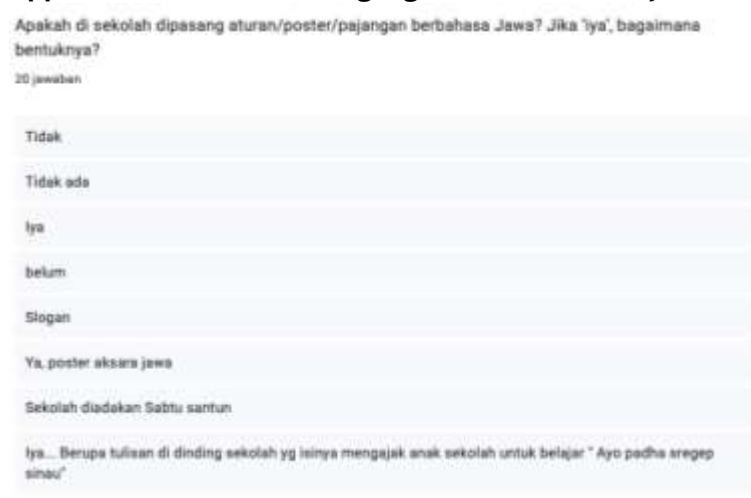 Apakah di sekolah dipasang aturan/poster/pajangan berbahasa Jawa? Jika 'iya', bagaimana
bentuknya?
20 jawaban
Tidak
Tidak ada
Iya
belum
Slogan
Ya, poster aksara jawa
Sekolah diadakan Sabtu santun
Iya... Berupa tulisan di dinding sekolah yg isinya mengajak anak sekolah untuk belajar " Ayo padha sregep
sinau"